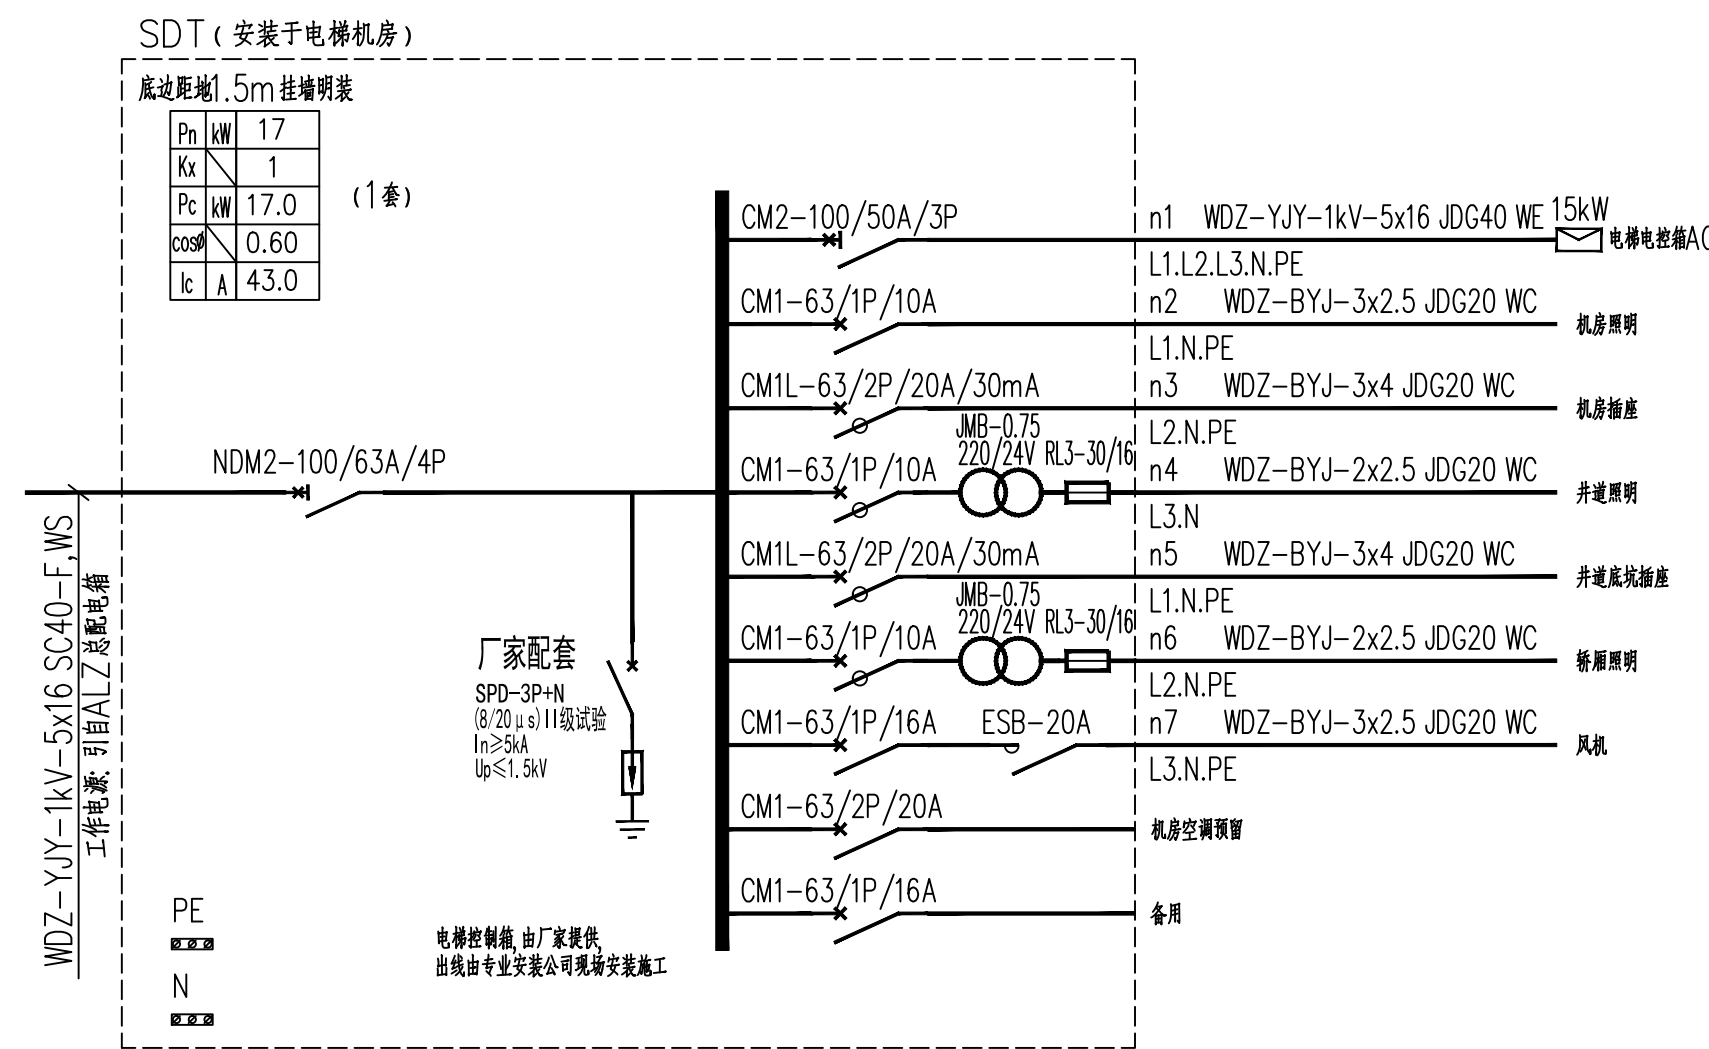 SDT(安装于电梯机房)
底边距地1.5m挂墙明装
Pn kW 17
Kx 1
Pc kW 17.0
cosø 0.60
Ic A 43.0
(1套)
WDZ-YJY-1kV-5x16 SC40-F,WS
工作电源: 引自ALZ总配电箱
NDM2-100/63A/4P
厂家配套
SPD-3P+N
(8/20μs)II级试验
In≥5kA
Up≤1.5kV
CM2-100/50A/3P n1 WDZ-YJY-1kV-5x16 JDG40 WE 15kW
L1.L2.L3.N.PE
电梯电控箱AC
CM1-63/1P/10A n2 WDZ-BYJ-3x2.5 JDG20 WC
机房照明
L1.N.PE
CM1L-63/2P/20A/30mA n3 WDZ-BYJ-3x4 JDG20 WC
机房插座
L2.N.PE
JMB-0.75
220/24V RL3-30/16
CM1-63/1P/10A n4 WDZ-BYJ-2x2.5 JDG20 WC
井道照明
L3.N
CM1L-63/2P/20A/30mA n5 WDZ-BYJ-3x4 JDG20 WC
井道底坑插座
L1.N.PE
JMB-0.75
220/24V RL3-30/16
CM1-63/1P/10A n6 WDZ-BYJ-2x2.5 JDG20 WC
轿厢照明
L2.N.PE
CM1-63/1P/16A ESB-20A n7 WDZ-BYJ-3x2.5 JDG20 WC
风机
L3.N.PE
CM1-63/2P/20A
机房空调预留
CM1-63/1P/16A
备用
PE
N
电梯控制箱,由厂家提供,
出线由专业安装公司现场安装施工